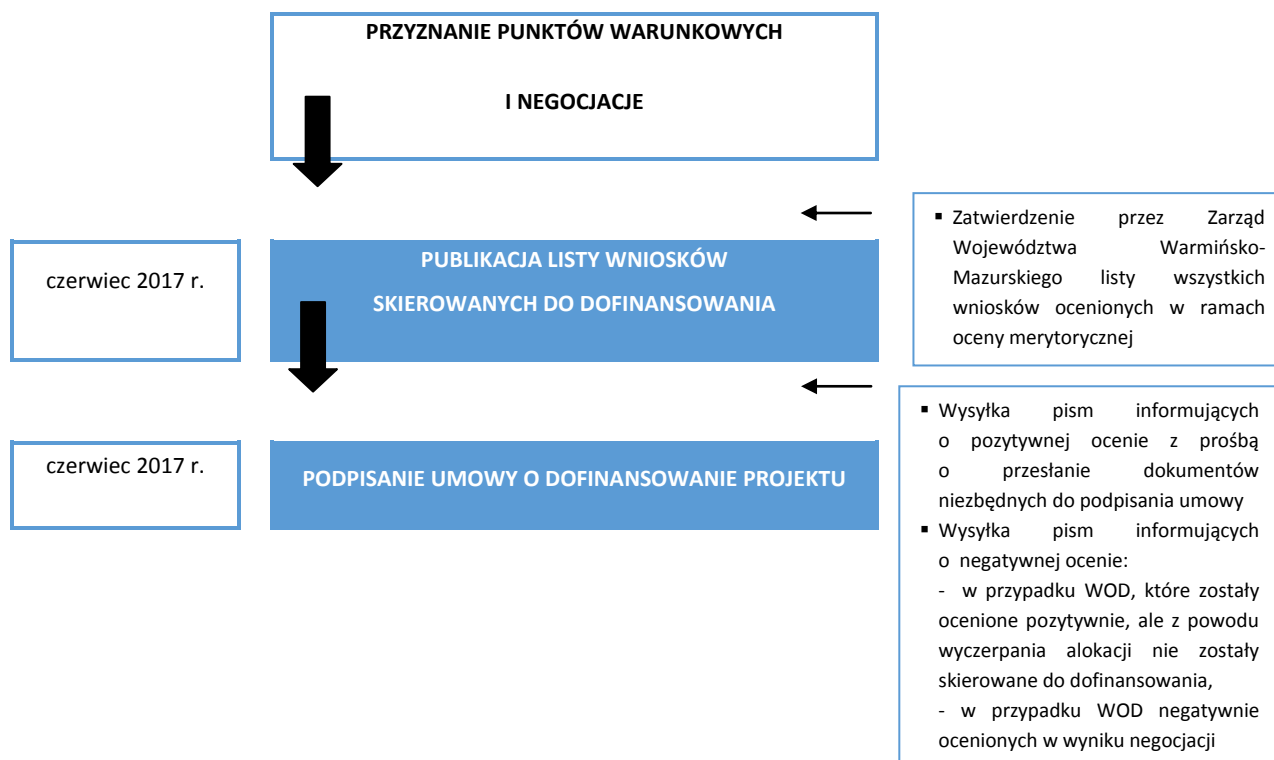 PRZYZNANIE PUNKTÓW WARUNKOWYCH
I NEGOCJACJE
czerwiec 2017 r.
PUBLIKACJA LISTY WNIOSKÓW
SKIEROWANYCH DO DOFINANSOWANIA
▪ Zatwierdzenie przez Zarząd
Województwa Warmińsko-
Mazurskiego listy wszystkich
wniosków ocenionych w ramach
oceny merytorycznej
czerwiec 2017 r.
PODPISANIE UMOWY O DOFINANSOWANIE PROJEKTU
▪ Wysyłka pism informujących
o pozytywnej ocenie z prośbą
o przesłanie dokumentów
niezbędnych do podpisania umowy
▪ Wysyłka pism informujących
o negatywnej ocenie:
- w przypadku WOD, które zostały
ocenione pozytywnie, ale z powodu
wyczerpania alokacji nie zostały
skierowane do dofinansowania,
- w przypadku WOD negatywnie
ocenionych w wyniku negocjacji